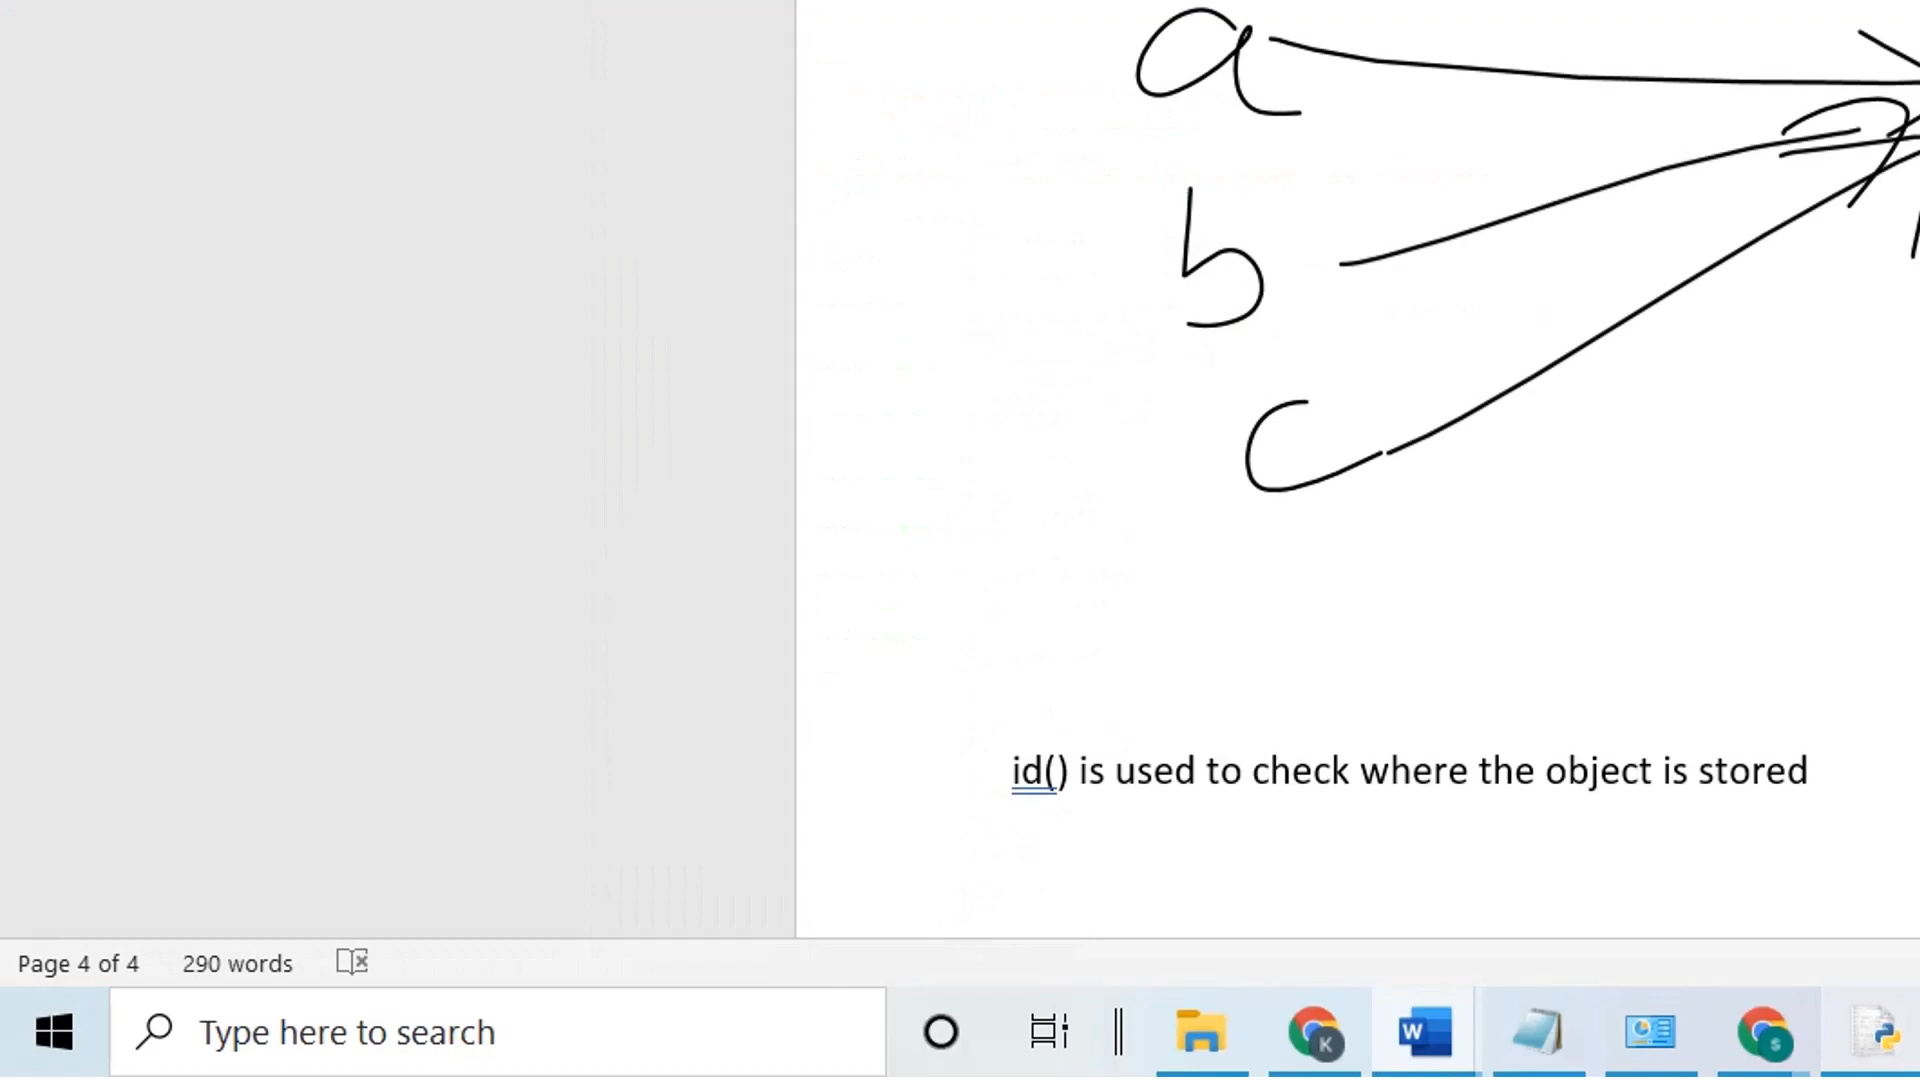 a
b
c
id() is used to check where the object is stored
Page 4 of 4 290 words
Type here to search
K
W
S